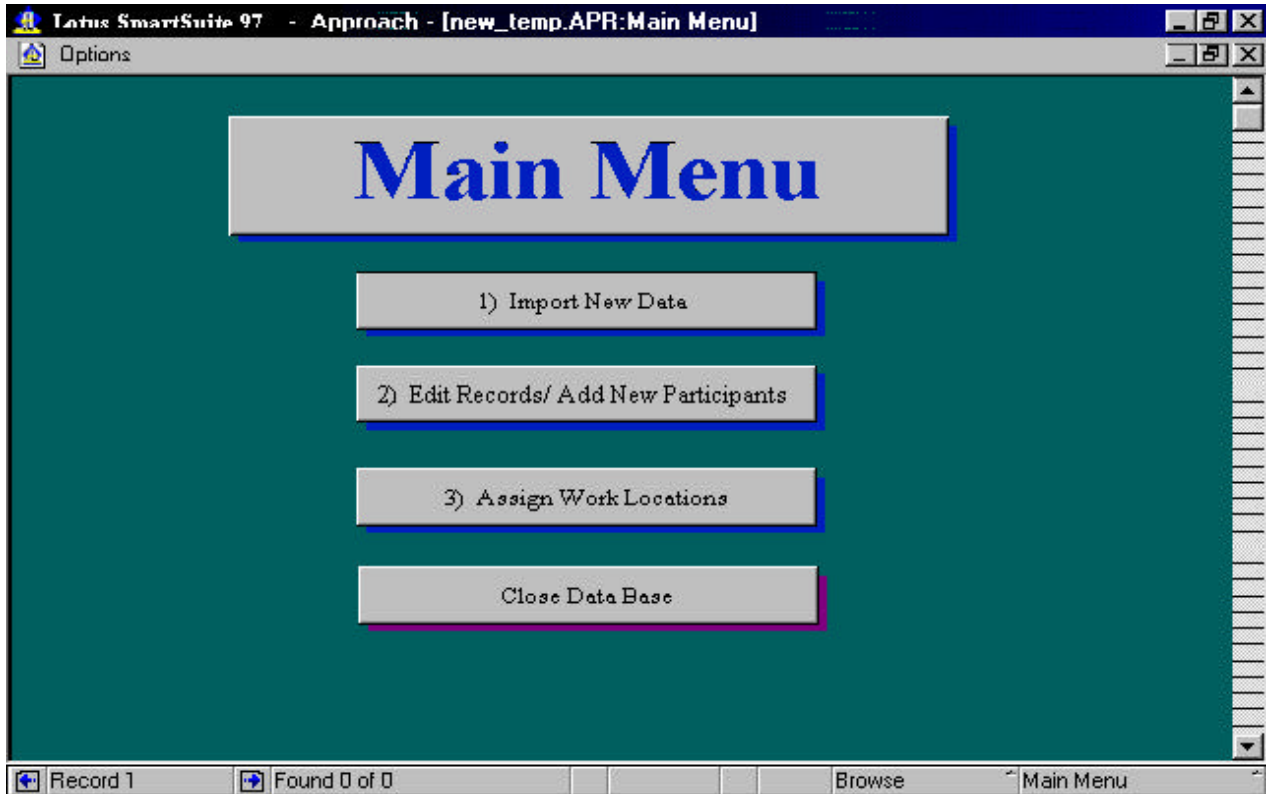 Lotus SmartSuite 97 - Approach - [new_temp.APR:Main Menu]
Options
Main Menu
1) Import New Data
2) Edit Records/ Add New Participants
3) Assign Work Locations
Close Data Base
Record 1 Found 0 of 0 Browse Main Menu